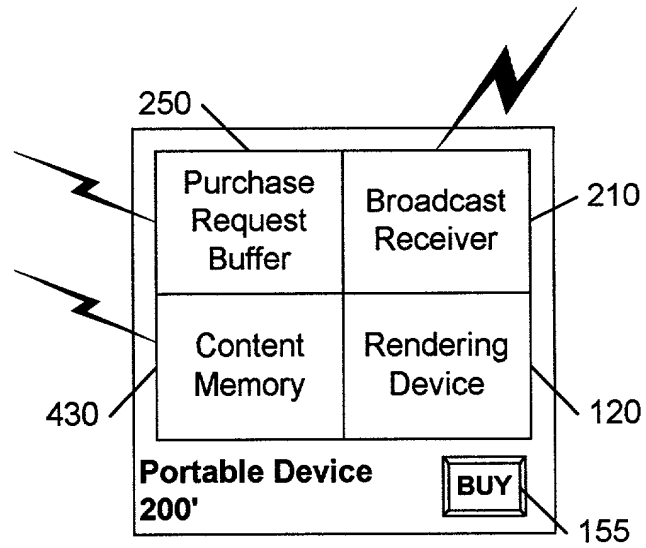 250
Purchase
Request
Buffer
Broadcast
Receiver
210
Content
Memory
Rendering
Device
430
120
Portable Device
200'
BUY
155